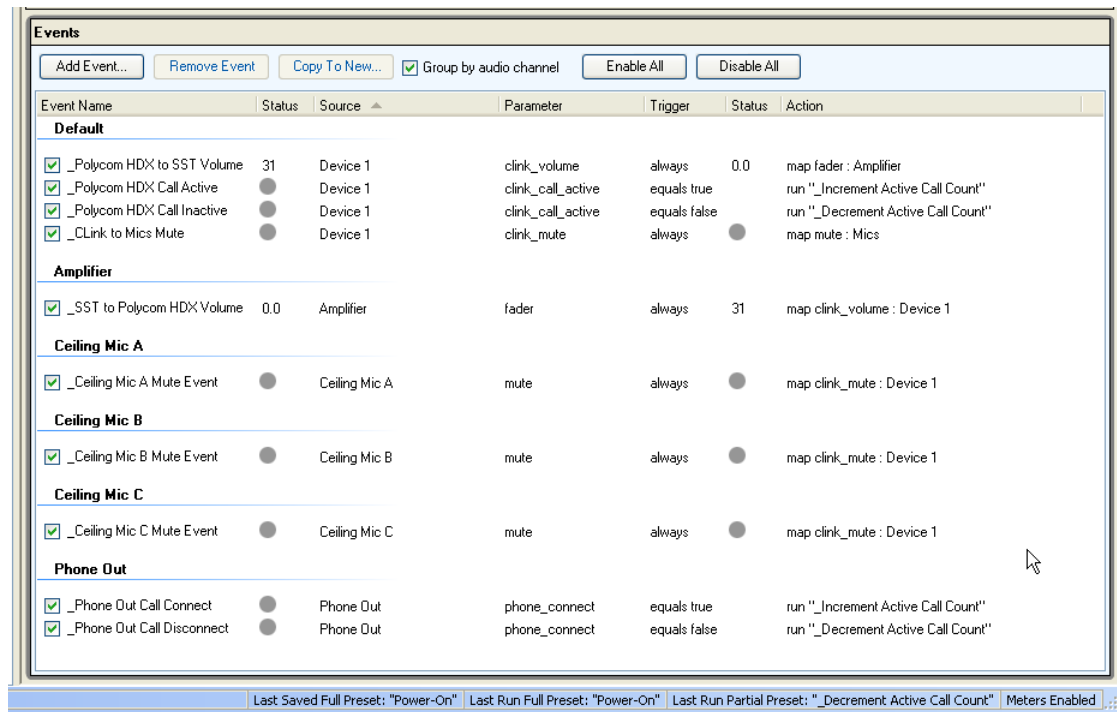 Events
Add Event... Remove Event Copy To New... Group by audio channel Enable All Disable All
Event Name Status Source Parameter Trigger Status Action
Default
_Polycom HDX to SST Volume 31 Device 1 clink_volume always 0.0 map fader : Amplifier
_Polycom HDX Call Active Device 1 clink_call_active equals true run "_Increment Active Call Count"
_Polycom HDX Call Inactive Device 1 clink_call_active equals false run "_Decrement Active Call Count"
_CLink to Mics Mute Device 1 clink_mute always map mute : Mics
Amplifier
_SST to Polycom HDX Volume 0.0 Amplifier fader always 31 map clink_volume : Device 1
Ceiling Mic A
_Ceiling Mic A Mute Event Ceiling Mic A mute always map clink_mute : Device 1
Ceiling Mic B
_Ceiling Mic B Mute Event Ceiling Mic B mute always map clink_mute : Device 1
Ceiling Mic C
_Ceiling Mic C Mute Event Ceiling Mic C mute always map clink_mute : Device 1
Phone Out
_Phone Out Call Connect Phone Out phone_connect equals true run "_Increment Active Call Count"
_Phone Out Call Disconnect Phone Out phone_connect equals false run "_Decrement Active Call Count"
Last Saved Full Preset: "Power-On" Last Run Full Preset: "Power-On" Last Run Partial Preset: "_Decrement Active Call Count" Meters Enabled